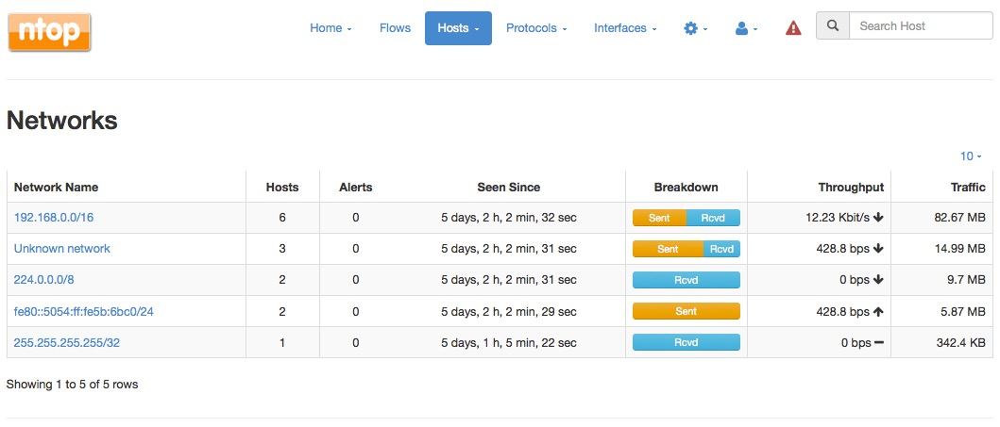 ntop Home Flows Hosts Protocols Interfaces Search Host
Networks
10
Network Name Hosts Alerts Seen Since Breakdown Throughput Traffic
192.168.0.0/16 6 0 5 days, 2 h, 2 min, 32 sec Sent Rcvd 12.23 Kbit/s 82.67 MB
Unknown network 3 0 5 days, 2 h, 2 min, 31 sec Sent Rcvd 428.8 bps 14.99 MB
224.0.0.0/8 2 0 5 days, 2 h, 2 min, 31 sec Rcvd 0 bps 9.7 MB
fe80::5054:ff:fe5b:6bc0/24 2 0 5 days, 2 h, 2 min, 29 sec Sent 428.8 bps 5.87 MB
255.255.255.255/32 1 0 5 days, 1 h, 5 min, 22 sec Rcvd 0 bps 342.4 KB
Showing 1 to 5 of 5 rows